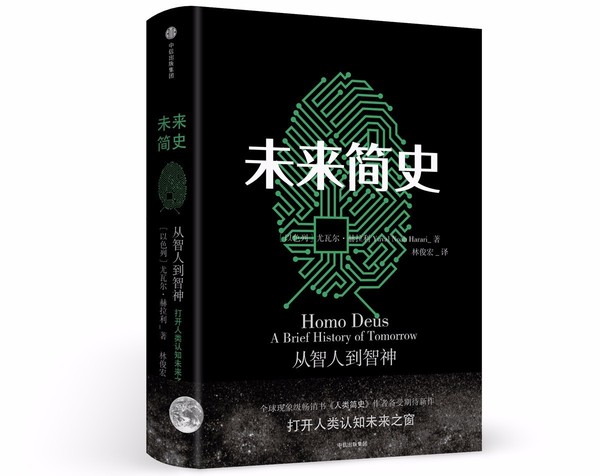 中信出版集团
未来
简史
从智人到智神
[以色列]尤瓦尔·赫拉利_著
打开人类认知未来之
林俊宏
未来简史
[以色列]尤瓦尔·赫拉利 Yuval Noah Harari_著
林俊宏_译
Homo Deus
A Brief History of Tomorrow
从智人到智神
全球现象级畅销书《人类简史》作者备受期待新作
打开人类认知未来之窗
中信出版集团